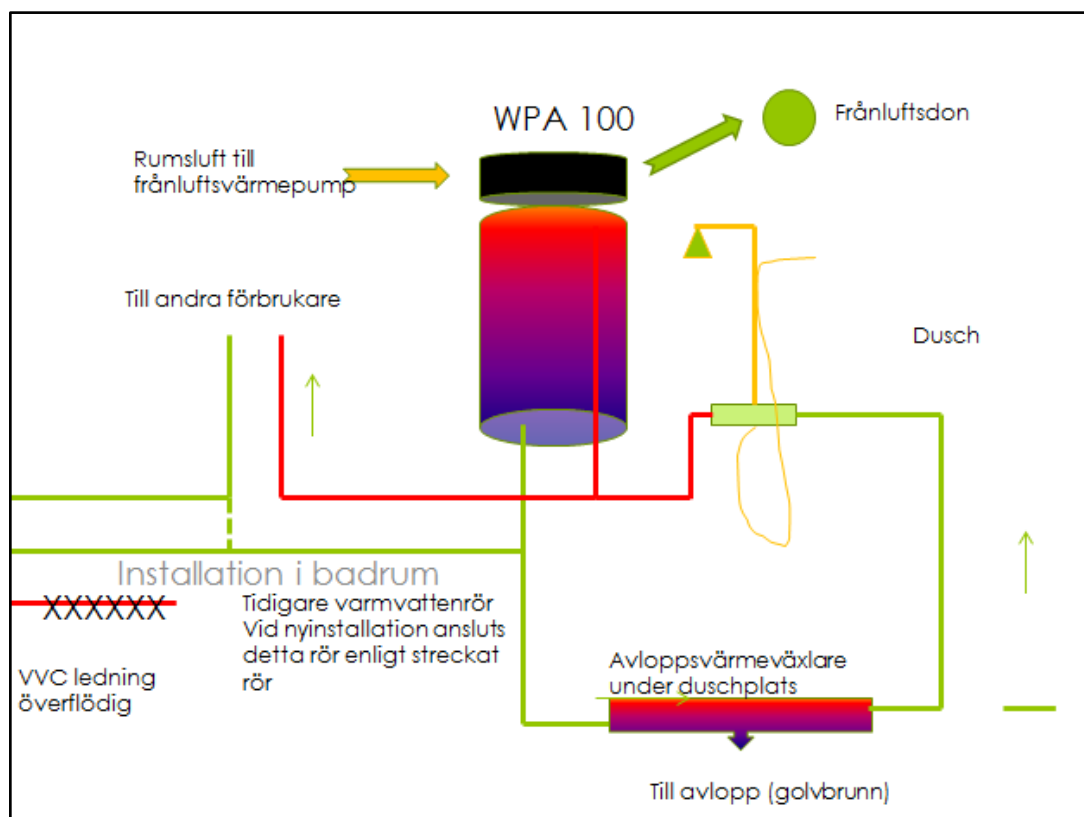 WPA 100
Frånluftsdon
Rumsluft till
frånluftsvärmepump
Till andra förbrukare
Dusch
Installation i badrum
XXXXXX
Tidigare varmvattenrör
Vid nyinstallation ansluts
detta rör enligt streckat
rör
VVC ledning
överflödig
Avloppsvärmeväxlare
under duschplats
Till avlopp (golvbrunn)